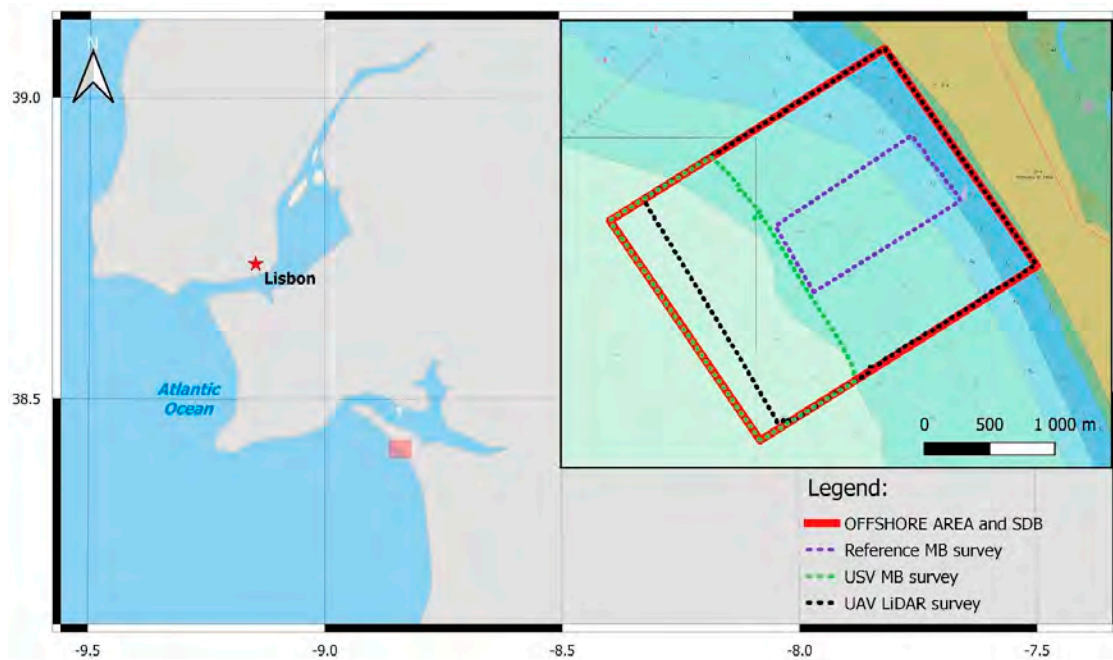 N
39.0
38.5
Lisbon
Atlantic
Ocean
0 500 1 000 m
Legend:
OFFSHORE AREA and SDB
Reference MB survey
USV MB survey
UAV LiDAR survey
-9.5 -9.0 -8.5 -8.0 -7.5